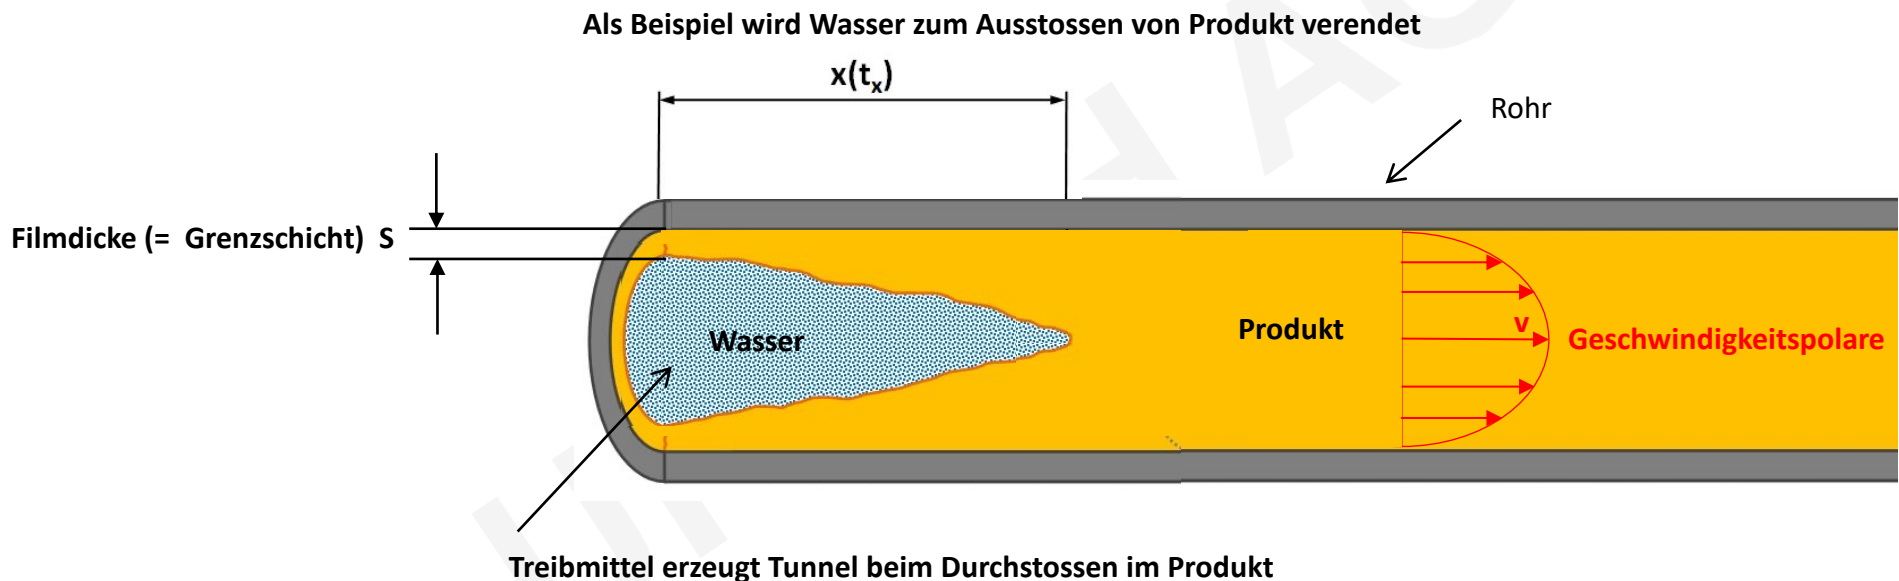 Als Beispiel wird Wasser zum Ausstossen von Produkt verendet
x(tₓ)
Rohr
Filmdicke (= Grenzschicht) S
Wasser
Produkt
v
Geschwindigkeitspolare
Treibmittel erzeugt Tunnel beim Durchstossen im Produkt